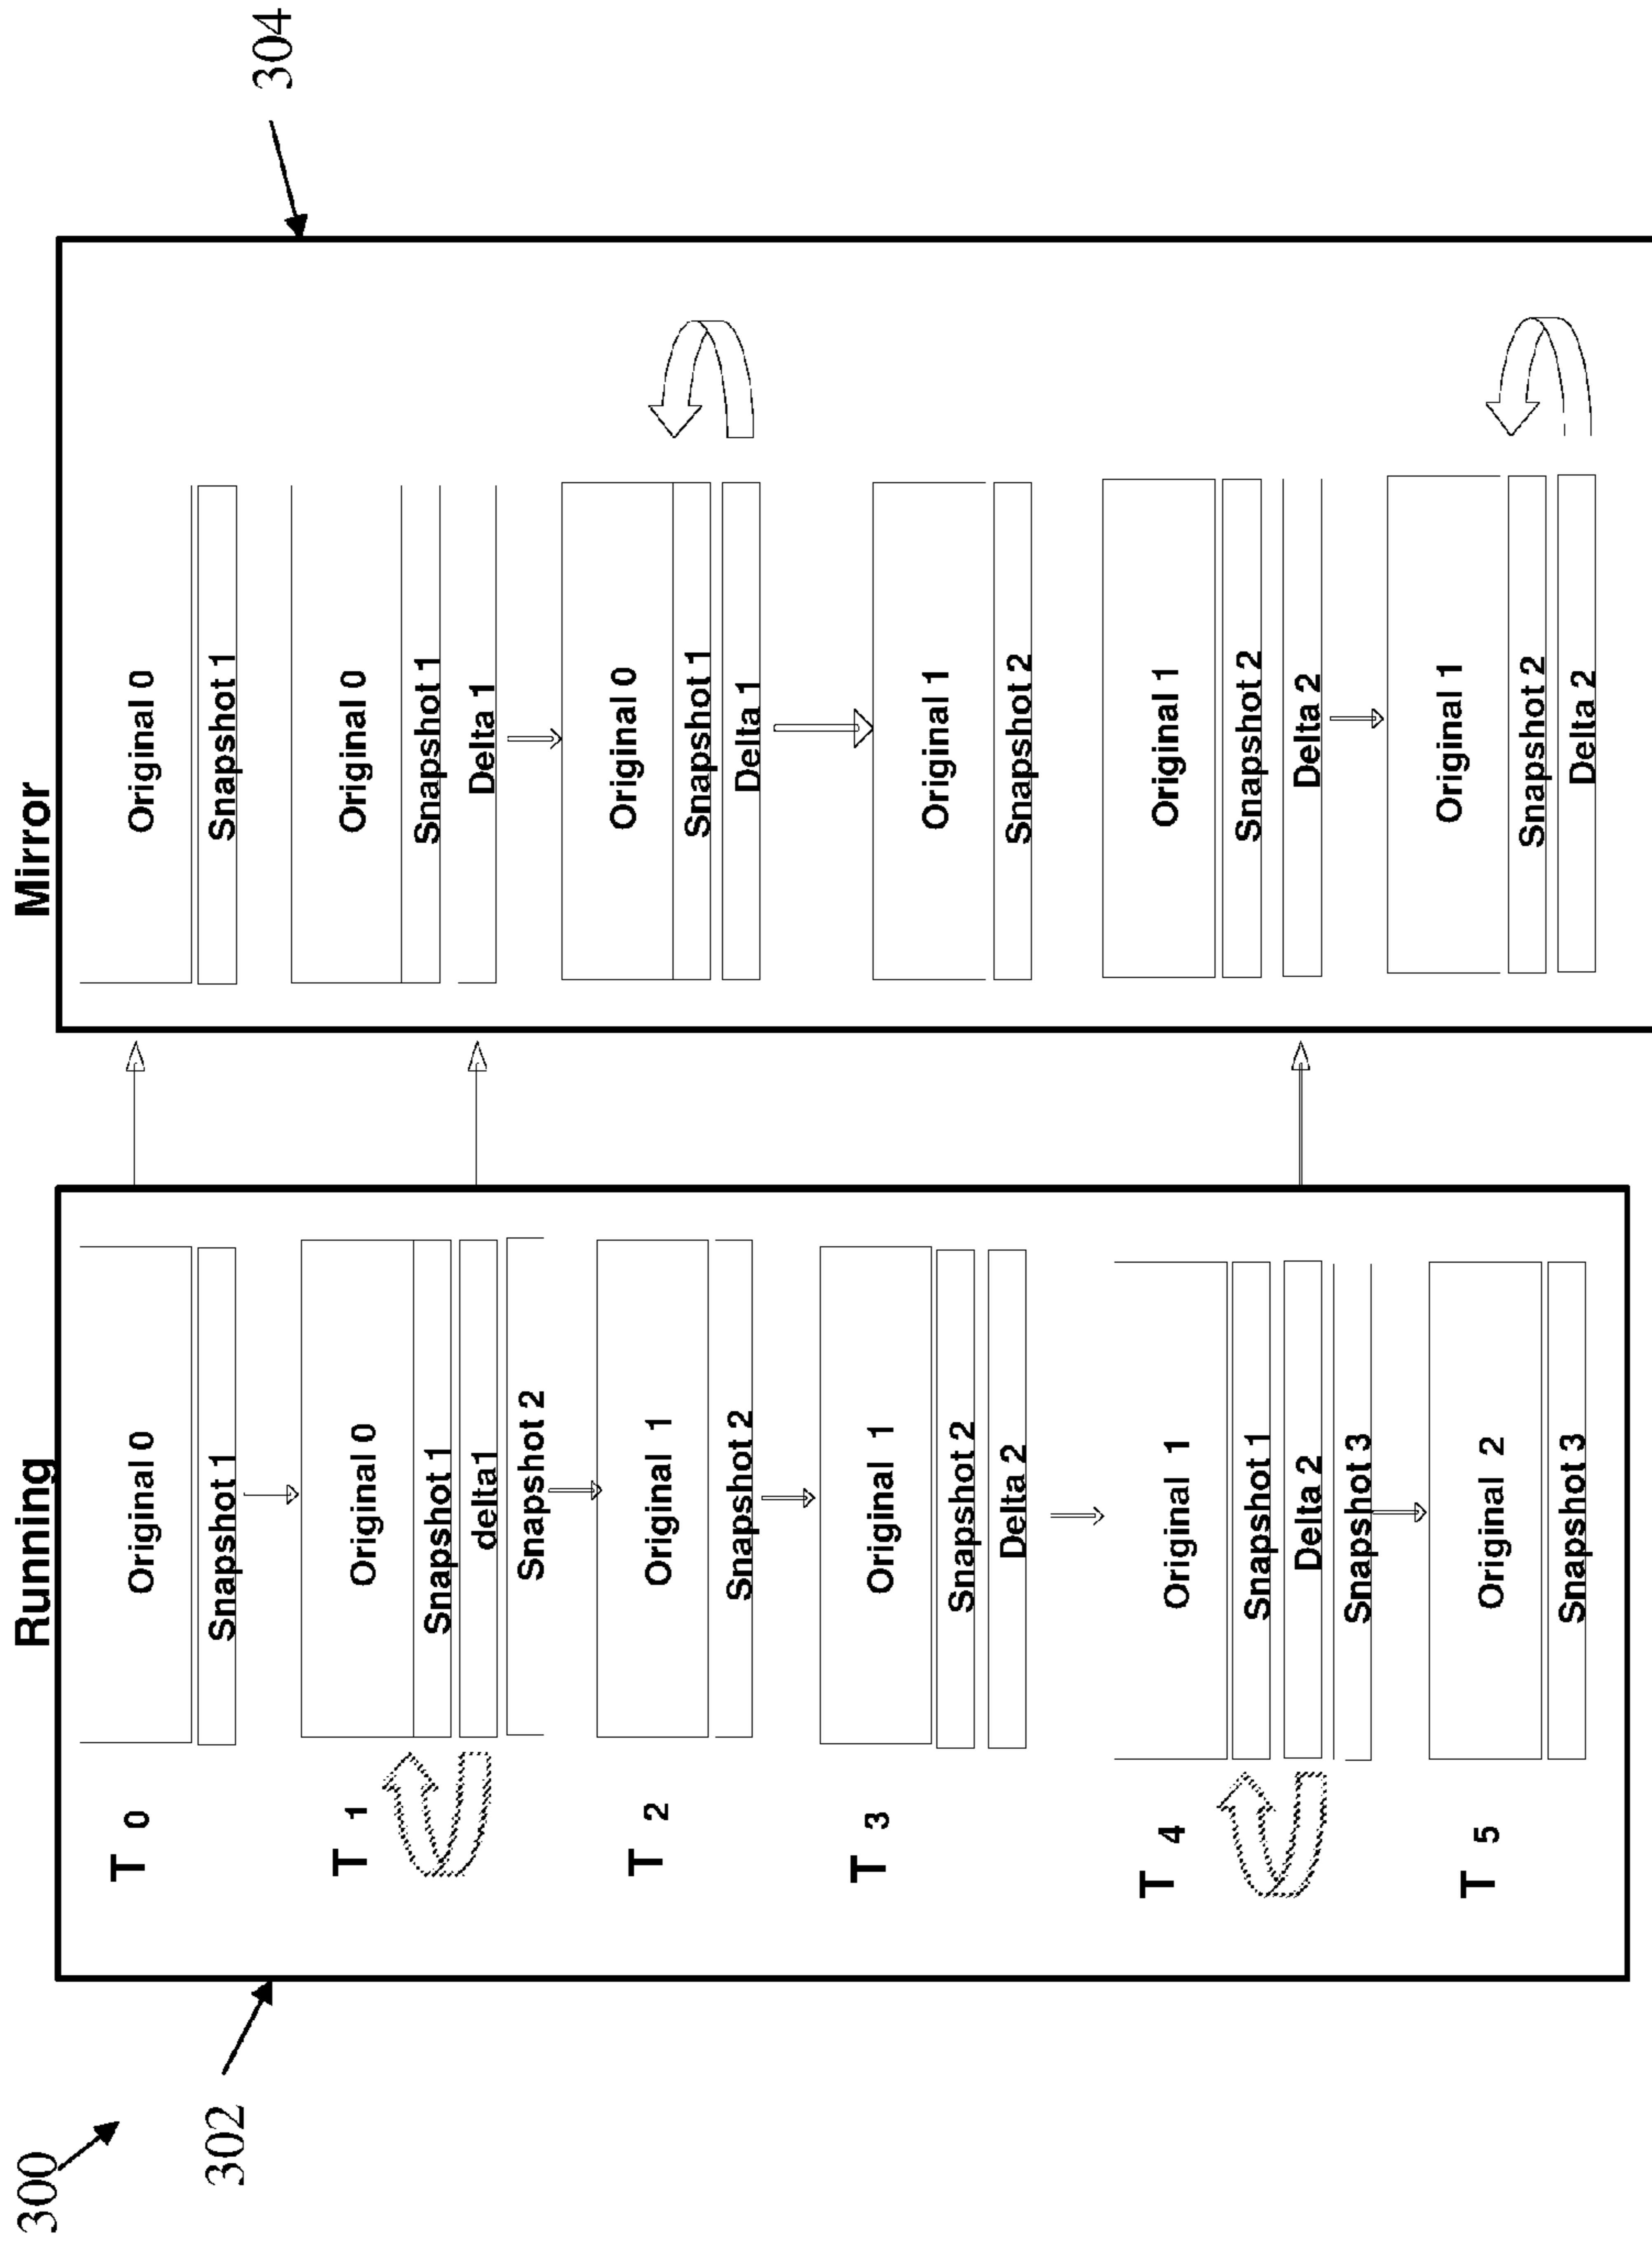 300
302
304
Running
T 0
Original 0
Snapshot 1
T 1
Original 0
Snapshot 1
delta1
Snapshot 2
T 2
Original 1
Snapshot 2
T 3
Original 1
Snapshot 2
Delta 2
T 4
Original 1
Snapshot 1
Delta 2
Snapshot 3
T 5
Original 2
Snapshot 3
Mirror
Original 0
Snapshot 1
Original 0
Snapshot 1
Delta 1
Original 0
Snapshot 1
Delta 1
Original 1
Snapshot 2
Original 1
Snapshot 2
Delta 2
Original 1
Snapshot 2
Delta 2